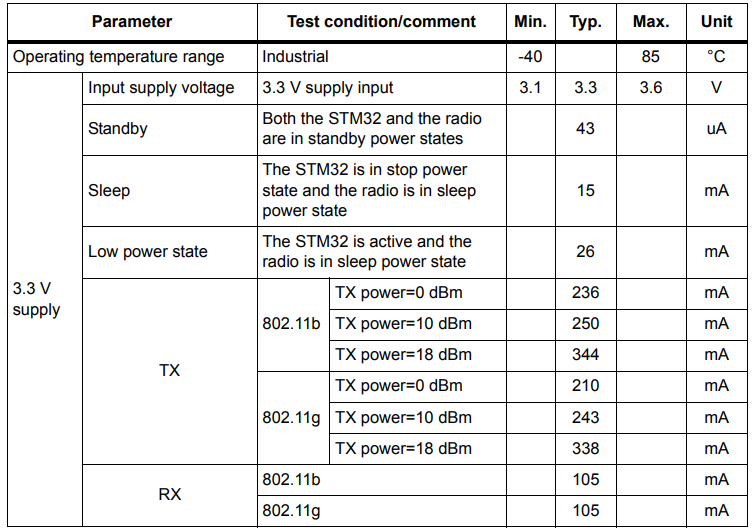 Parameter Test condition/comment Min. Typ. Max. Unit
Operating temperature range Industrial -40 85 °C
3.3 V
supply
Input supply voltage 3.3 V supply input 3.1 3.3 3.6 V
Standby
Both the STM32 and the radio
are in standby power states
43 uA
Sleep
The STM32 is in stop power
state and the radio is in sleep
power state
15 mA
Low power state
The STM32 is active and the
radio is in sleep power state
26 mA
TX
802.11b
TX power=0 dBm 236 mA
TX power=10 dBm 250 mA
TX power=18 dBm 344 mA
802.11g
TX power=0 dBm 210 mA
TX power=10 dBm 243 mA
TX power=18 dBm 338 mA
RX
802.11b 105 mA
802.11g 105 mA